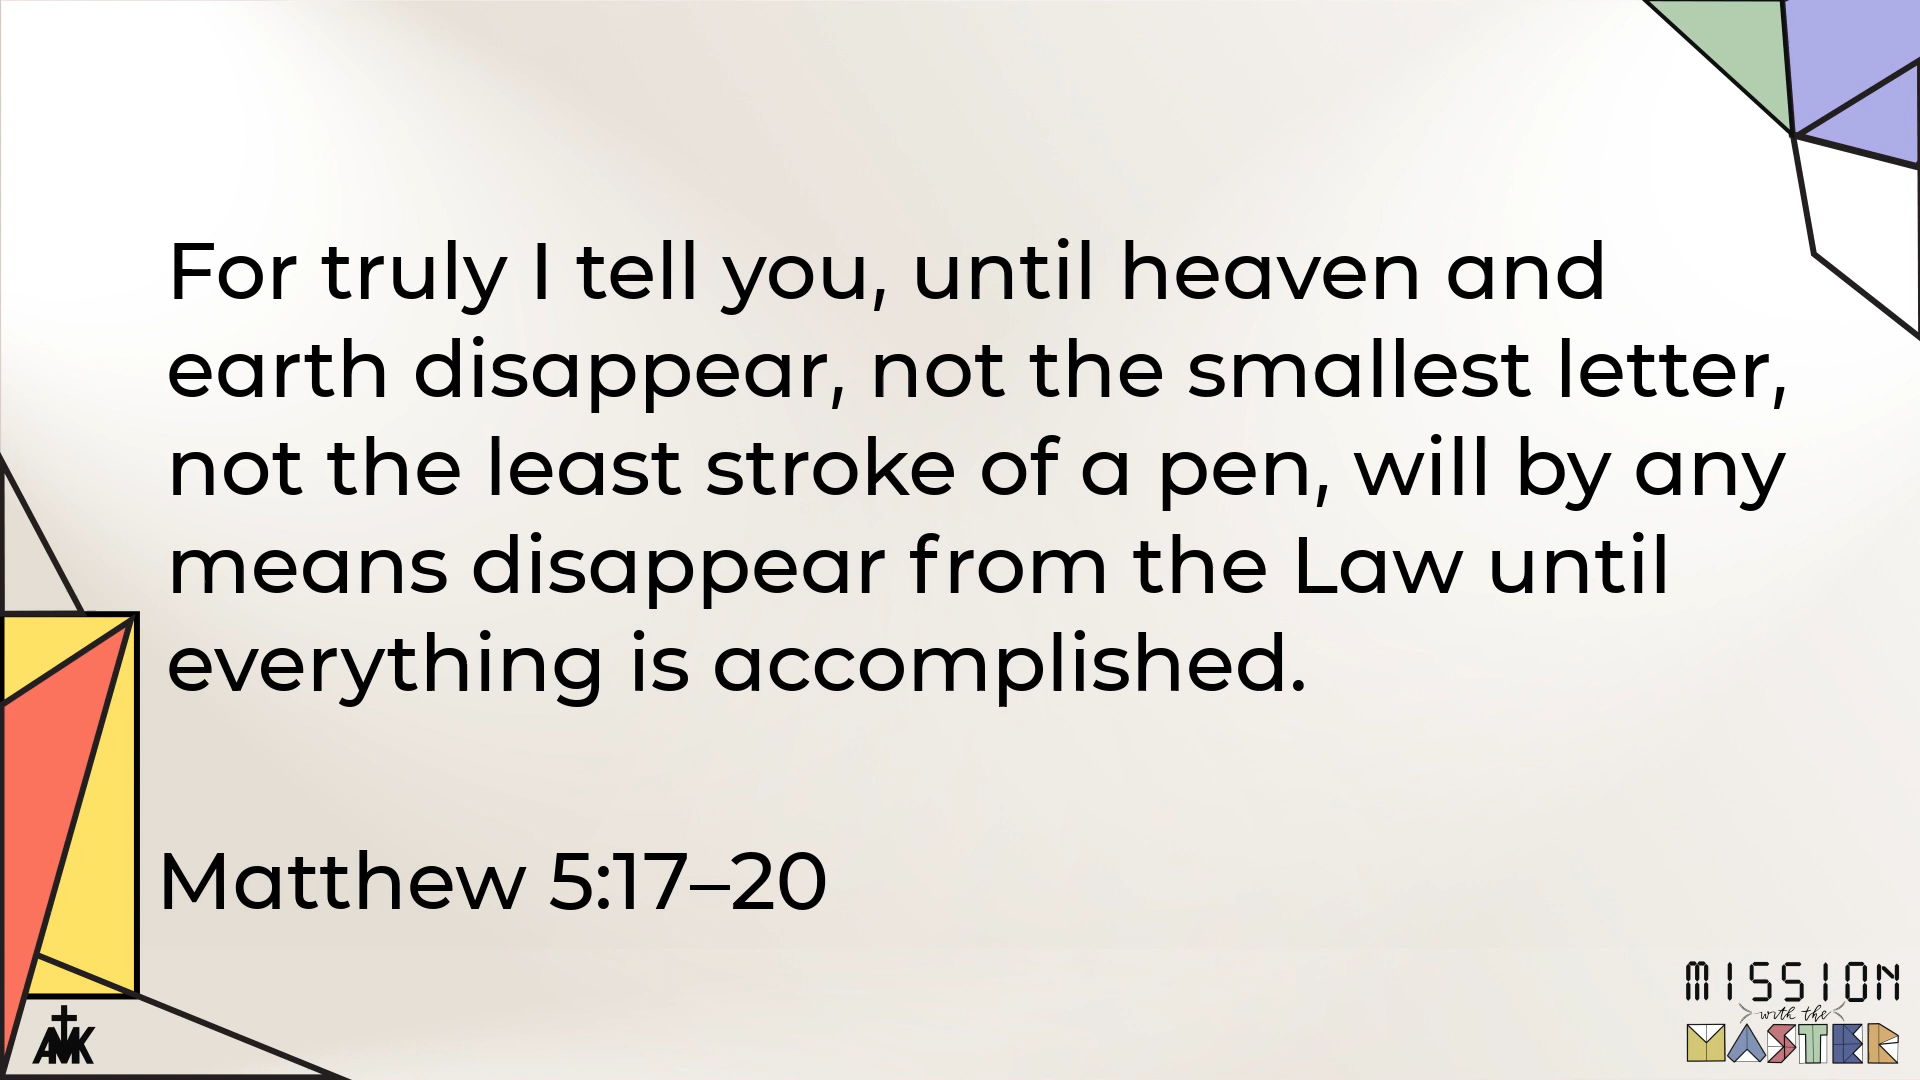 For truly I tell you, until heaven and
earth disappear, not the smallest letter,
not the least stroke of a pen, will by any
means disappear from the Law until
everything is accomplished.
Matthew 5:17–20
AMK
MISSION
with the
MASTER